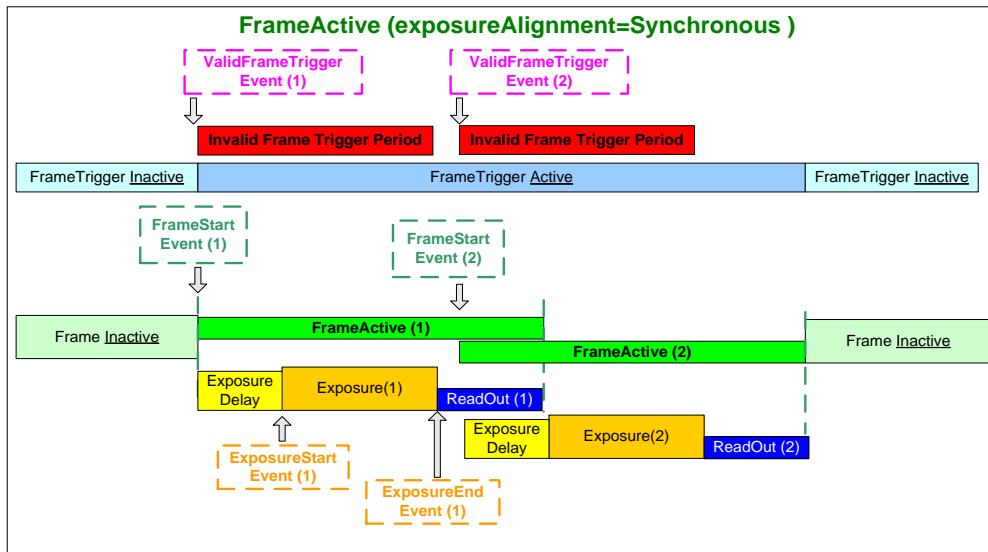 FrameActive (exposureAlignment=Synchronous )
ValidFrameTrigger
Event (1)
ValidFrameTrigger
Event (2)
Invalid Frame Trigger Period
Invalid Frame Trigger Period
FrameTrigger Inactive
FrameTrigger Active
FrameTrigger Inactive
FrameStart
Event (1)
FrameStart
Event (2)
Frame Inactive
FrameActive (1)
FrameActive (2)
Frame Inactive
Exposure
Delay
Exposure(1)
ReadOut (1)
Exposure
Delay
Exposure(2)
ReadOut (2)
ExposureStart
Event (1)
ExposureEnd
Event (1)